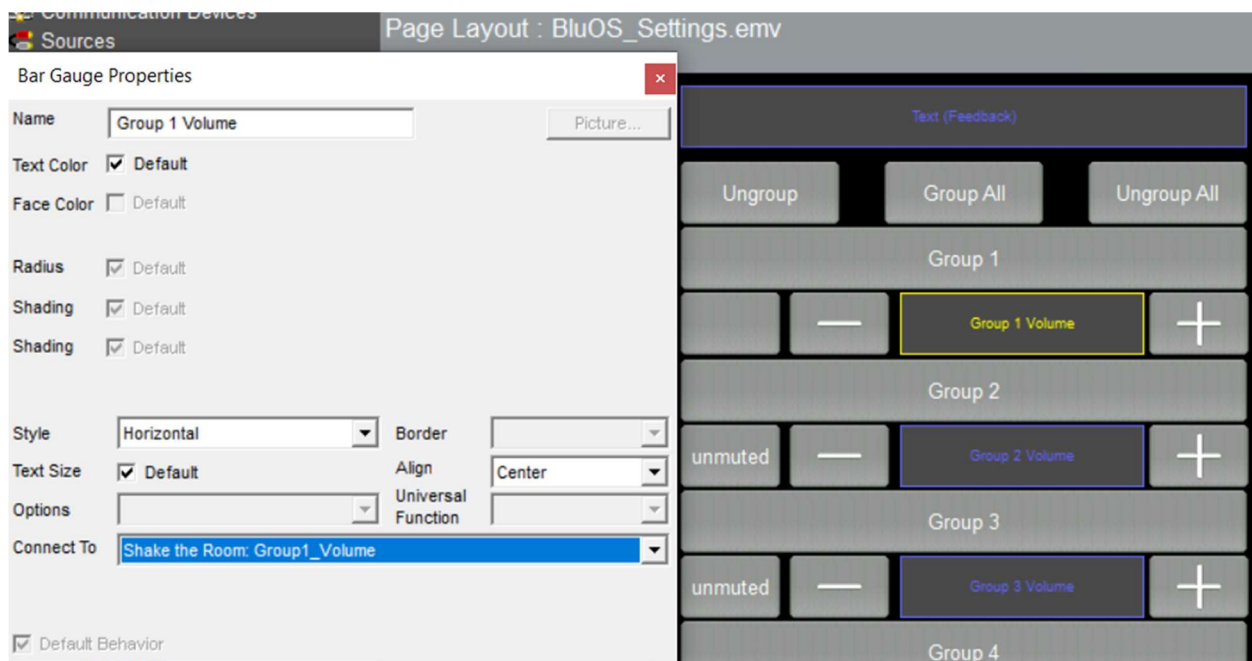 Communication Devices
Sources
Page Layout : BluOS_Settings.emv
Bar Gauge Properties
Name
Group 1 Volume
Picture...
Text Color
Default
Face Color
Default
Radius
Default
Shading
Default
Shading
Default
Style
Horizontal
Border
Text Size
Default
Align
Center
Options
Universal
Function
Connect To
Shake the Room: Group1_Volume
Default Behavior
Text (Feedback)
Ungroup
Group All
Ungroup All
Group 1
Group 1 Volume
Group 2
unmuted
Group 2 Volume
Group 3
unmuted
Group 3 Volume
Group 4